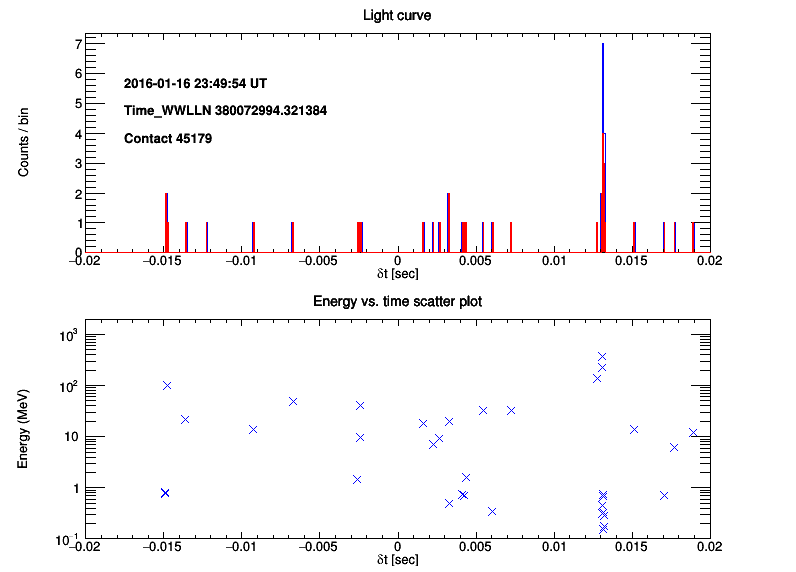 Light curve
Counts / bin
7
6
5
4
3
2
1
0
2016-01-16 23:49:54 UT
Time_WWLLN 380072994.321384
Contact 45179
−0.02 −0.015 −0.01 −0.005 0 0.005 0.01 0.015 0.02
δt [sec]
Energy vs. time scatter plot
Energy (MeV)
10³
10²
10
1
10⁻¹
−0.02 −0.015 −0.01 −0.005 0 0.005 0.01 0.015 0.02
δt [sec]